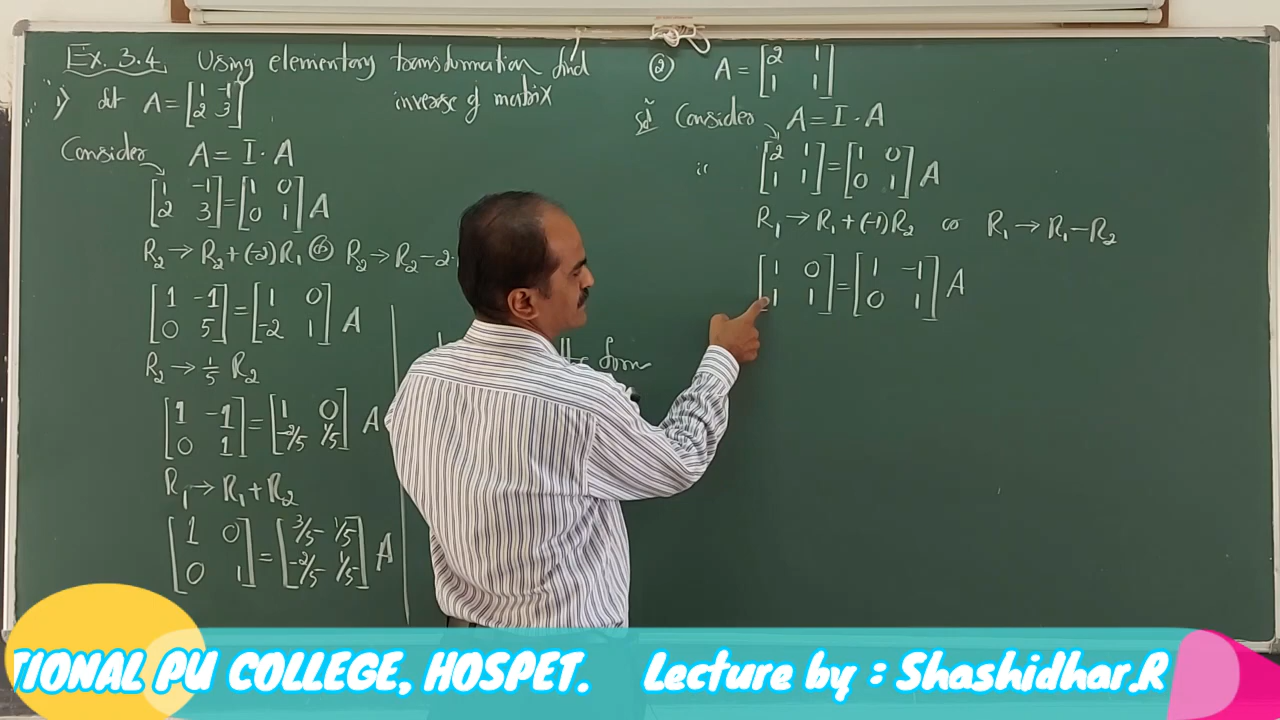 Ex. 3.4. Using elementary transformation find
inverse of matrix
1) Let A = [1 -1
2 3]
Consider A = I · A
[1 -1
2 3] = [1 0
0 1] A
R₂ → R₂ + (-2)R₁ R₂ → R₂ - 2
[1 -1
0 5] = [1 0
-2 1] A
R₂ → 1/5 R₂
[1 -1
0 1] = [1 0
-2/5 1/5] A
R₁ → R₁ + R₂
[1 0
0 1] = [3/5 1/5
-2/5 1/5] A
the form
② A = [2 1
1 1]
Sol Consider A = I · A
[2 1
1 1] = [1 0
0 1] A
R₁ → R₁ + (-1)R₂ or R₁ → R₁ - R₂
[1 0
1 1] = [1 -1
0 1] A
TIONAL PU COLLEGE, HOSPET. Lecture by : Shashidhar.R